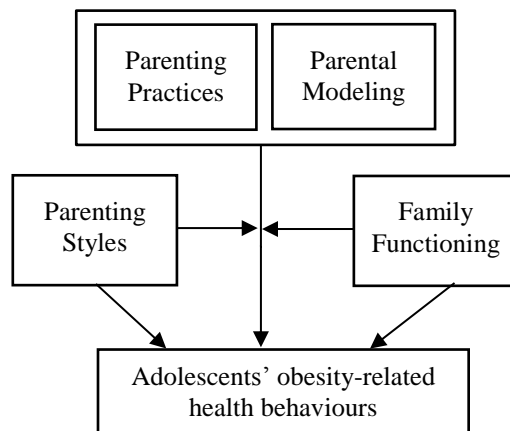 Parenting
Practices
Parental
Modeling
Parenting
Styles
Family
Functioning
Adolescents’ obesity-related
health behaviours